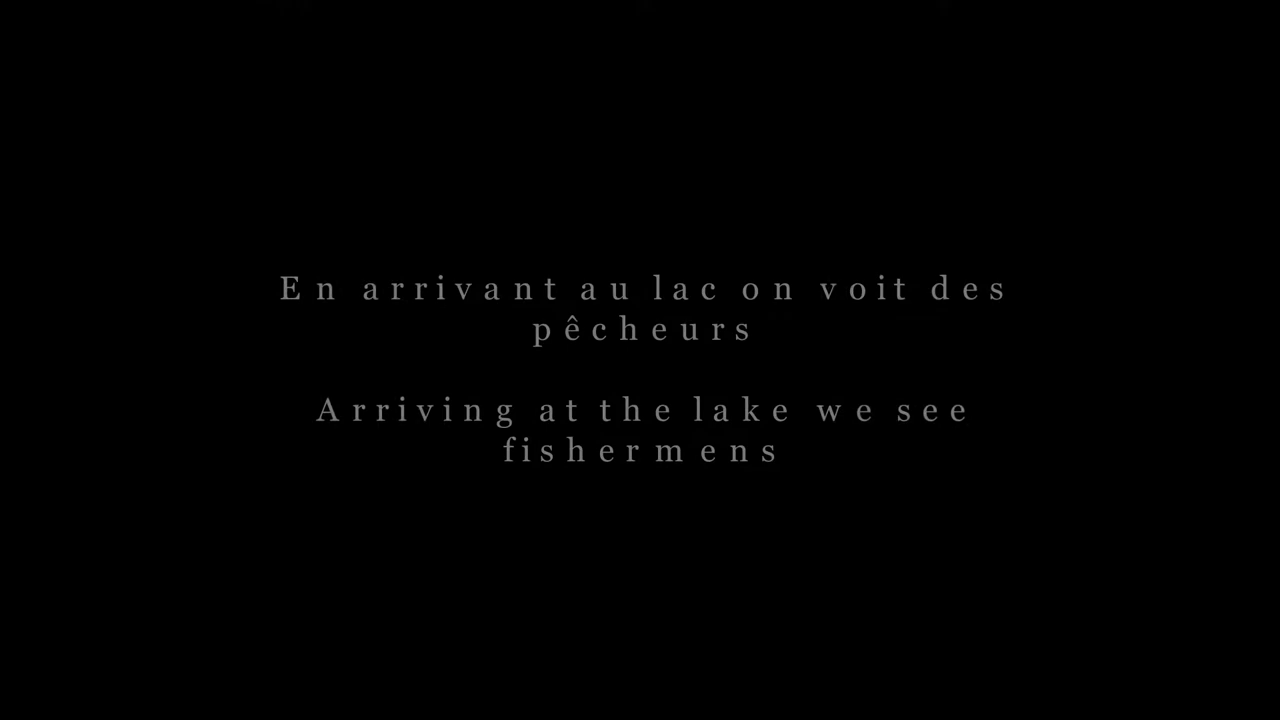 En arrivant au lac on voit des
pêcheurs
Arriving at the lake we see
fishermens